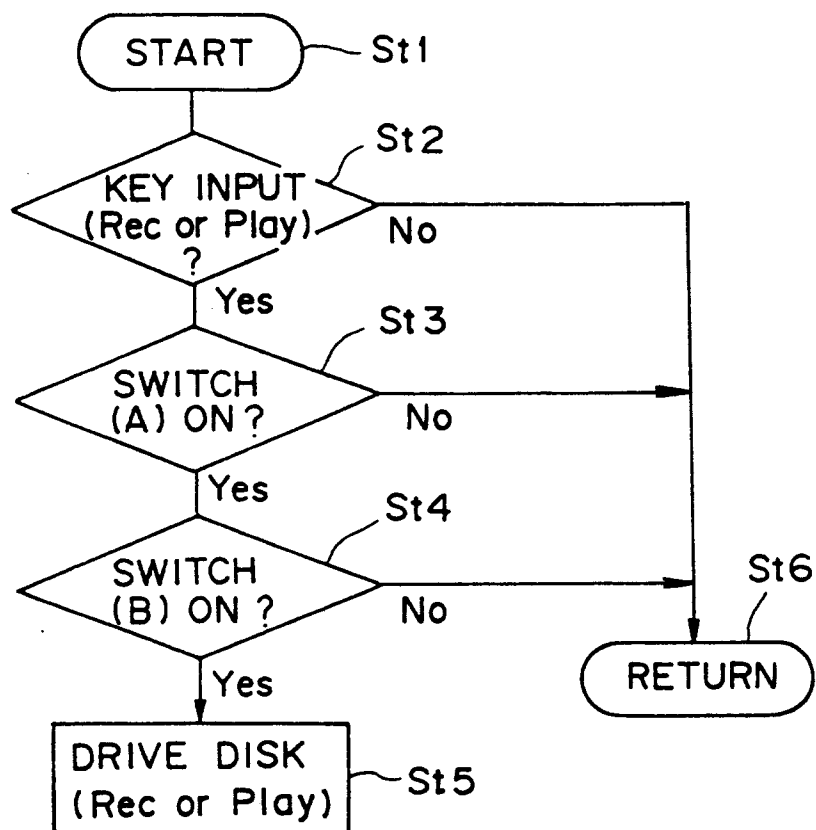 START
St1
St2
KEY INPUT
(Rec or Play)
?
No
Yes
St3
SWITCH
(A) ON ?
No
Yes
St4
SWITCH
(B) ON ?
No
St6
RETURN
Yes
DRIVE DISK
(Rec or Play)
St5